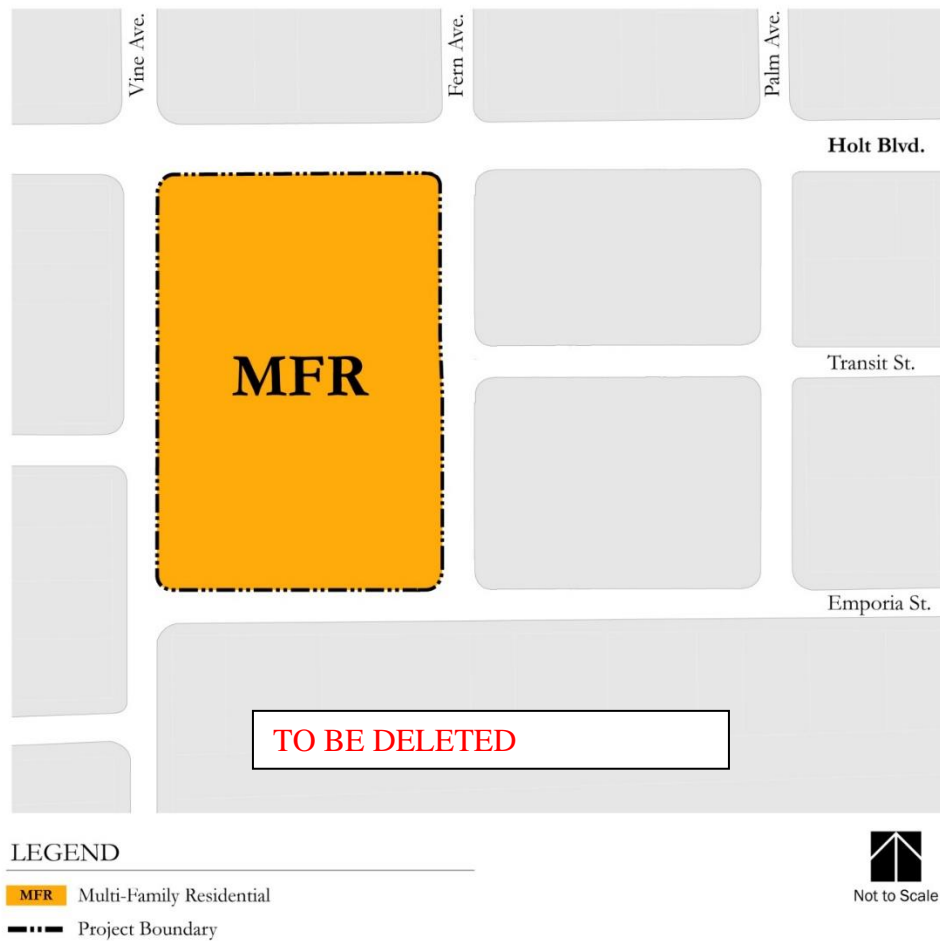 Vine Ave.
Fern Ave.
Palm Ave.
Holt Blvd.
MFR
Transit St.
Emporia St.
TO BE DELETED
LEGEND
MFR Multi-Family Residential
Project Boundary
Not to Scale